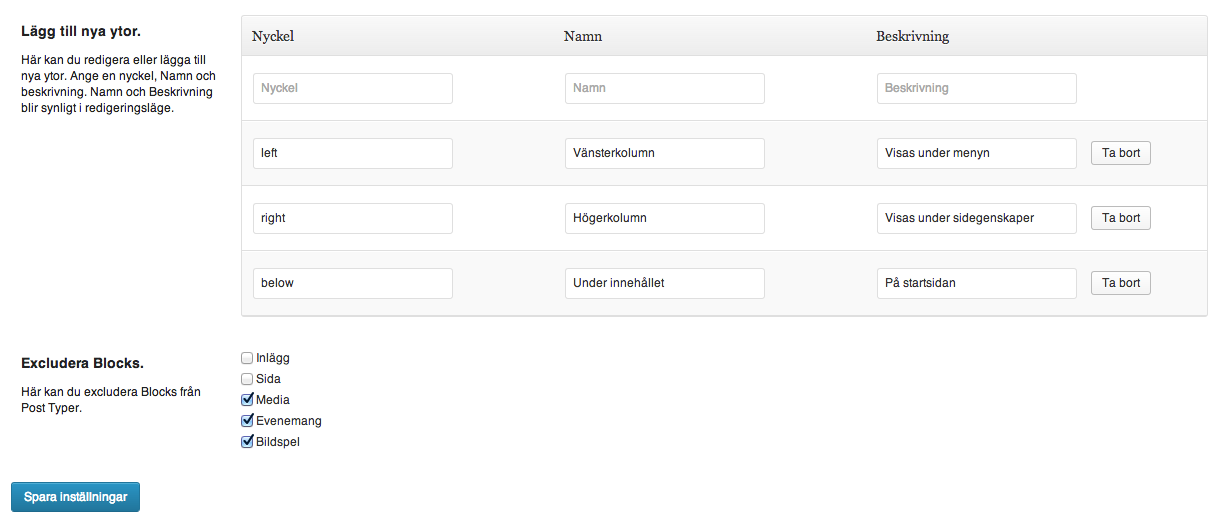 Lägg till nya ytor.
Här kan du redigera eller lägga till
nya ytor. Ange en nyckel, Namn och
beskrivning. Namn och Beskrivning
blir synligt i redigeringsläge.
Nyckel Namn Beskrivning
Nyckel Namn Beskrivning
left Vänsterkolumn Visas under menyn Ta bort
right Högerkolumn Visas under sidegenskaper Ta bort
below Under innehållet På startsidan Ta bort
Excludera Blocks.
Här kan du excludera Blocks från
Post Typer.
Inlägg
Sida
Media
Evenemang
Bildspel
Spara inställningar